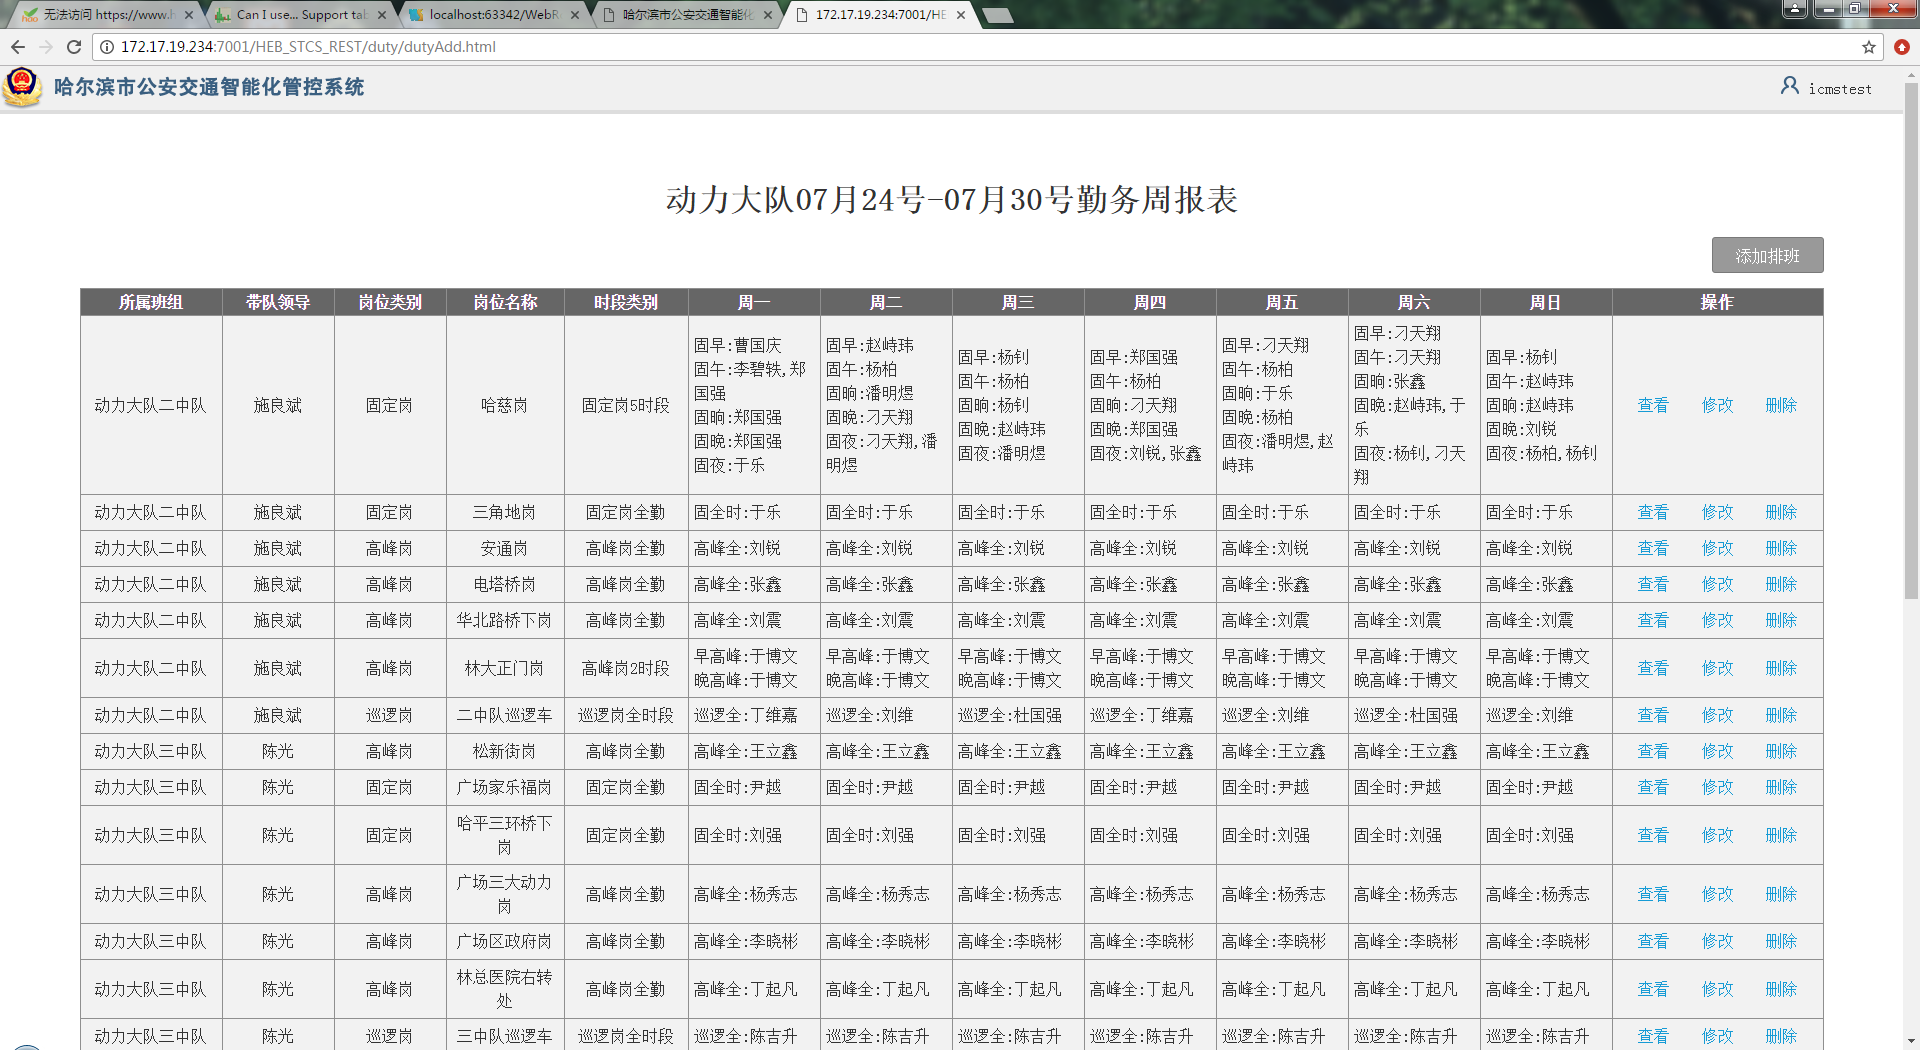 无法访问 https://www.h
Can I use... Support tab
localhost:63342/WebR
哈尔滨市公安交通智能化
172.17.19.234:7001/HE
172.17.19.234:7001/HEB_STCS_REST/duty/dutyAdd.html
哈尔滨市公安交通智能化管控系统
icmstest
动力大队07月24号-07月30号勤务周报表
添加排班
所属班组 带队领导 岗位类别 岗位名称 时段类别 周一 周二 周三 周四 周五 周六 周日 操作
动力大队二中队 施良斌 固定岗 哈慈岗 固定岗5时段
固早:曹国庆
固午:李碧轶,郑
国强
固晌:郑国强
固晚:郑国强
固夜:于乐
固早:赵峙玮
固午:杨柏
固晌:潘明煜
固晚:刁天翔
固夜:刁天翔,潘
明煜
固早:杨钊
固午:杨柏
固晌:杨钊
固晚:赵峙玮
固夜:潘明煜
固早:郑国强
固午:杨柏
固晌:刁天翔
固晚:郑国强
固夜:刘锐,张鑫
固早:刁天翔
固午:杨柏
固晌:于乐
固晚:杨柏
固夜:潘明煜,赵
峙玮
固早:刁天翔
固午:刁天翔
固晌:张鑫
固晚:赵峙玮,于
乐
固夜:杨钊,刁天
翔
固早:杨钊
固午:赵峙玮
固晌:赵峙玮
固晚:刘锐
固夜:杨柏,杨钊
查看 修改 删除
动力大队二中队 施良斌 固定岗 三角地岗 固定岗全勤 固全时:于乐 固全时:于乐 固全时:于乐 固全时:于乐 固全时:于乐 固全时:于乐 固全时:于乐 查看 修改 删除
动力大队二中队 施良斌 高峰岗 安通岗 高峰岗全勤 高峰全:刘锐 高峰全:刘锐 高峰全:刘锐 高峰全:刘锐 高峰全:刘锐 高峰全:刘锐 高峰全:刘锐 查看 修改 删除
动力大队二中队 施良斌 高峰岗 电塔桥岗 高峰岗全勤 高峰全:张鑫 高峰全:张鑫 高峰全:张鑫 高峰全:张鑫 高峰全:张鑫 高峰全:张鑫 高峰全:张鑫 查看 修改 删除
动力大队二中队 施良斌 高峰岗 华北路桥下岗 高峰岗全勤 高峰全:刘震 高峰全:刘震 高峰全:刘震 高峰全:刘震 高峰全:刘震 高峰全:刘震 高峰全:刘震 查看 修改 删除
早高峰:于博文 早高峰:于博文 早高峰:于博文 早高峰:于博文 早高峰:于博文 早高峰:于博文 早高峰:于博文
动力大队二中队 施良斌 高峰岗 林大正门岗 高峰岗2时段 查看 修改 删除
晚高峰:于博文 晚高峰:于博文 晚高峰:于博文 晚高峰:于博文 晚高峰:于博文 晚高峰:于博文 晚高峰:于博文
动力大队二中队 施良斌 巡逻岗 二中队巡逻车 巡逻岗全时段 巡逻全:丁维嘉 巡逻全:刘维 巡逻全:杜国强 巡逻全:丁维嘉 巡逻全:刘维 巡逻全:杜国强 巡逻全:刘维 查看 修改 删除
动力大队三中队 陈光 高峰岗 松新街岗 高峰岗全勤 高峰全:王立鑫 高峰全:王立鑫 高峰全:王立鑫 高峰全:王立鑫 高峰全:王立鑫 高峰全:王立鑫 高峰全:王立鑫 查看 修改 删除
动力大队三中队 陈光 固定岗 广场家乐福岗 固定岗全勤 固全时:尹越 固全时:尹越 固全时:尹越 固全时:尹越 固全时:尹越 固全时:尹越 固全时:尹越 查看 修改 删除
哈平三环桥下
动力大队三中队 陈光 固定岗 固定岗全勤 固全时:刘强 固全时:刘强 固全时:刘强 固全时:刘强 固全时:刘强 固全时:刘强 固全时:刘强 查看 修改 删除
岗
广场三大动力
动力大队三中队 陈光 高峰岗 高峰岗全勤 高峰全:杨秀志 高峰全:杨秀志 高峰全:杨秀志 高峰全:杨秀志 高峰全:杨秀志 高峰全:杨秀志 高峰全:杨秀志 查看 修改 删除
岗
动力大队三中队 陈光 高峰岗 广场区政府岗 高峰岗全勤 高峰全:李晓彬 高峰全:李晓彬 高峰全:李晓彬 高峰全:李晓彬 高峰全:李晓彬 高峰全:李晓彬 高峰全:李晓彬 查看 修改 删除
林总医院右转
动力大队三中队 陈光 高峰岗 高峰岗全勤 高峰全:丁起凡 高峰全:丁起凡 高峰全:丁起凡 高峰全:丁起凡 高峰全:丁起凡 高峰全:丁起凡 高峰全:丁起凡 查看 修改 删除
处
动力大队三中队 陈光 巡逻岗 三中队巡逻车 巡逻岗全时段 巡逻全:陈吉升 巡逻全:陈吉升 巡逻全:陈吉升 巡逻全:陈吉升 巡逻全:陈吉升 巡逻全:陈吉升 巡逻全:陈吉升 查看 修改 删除